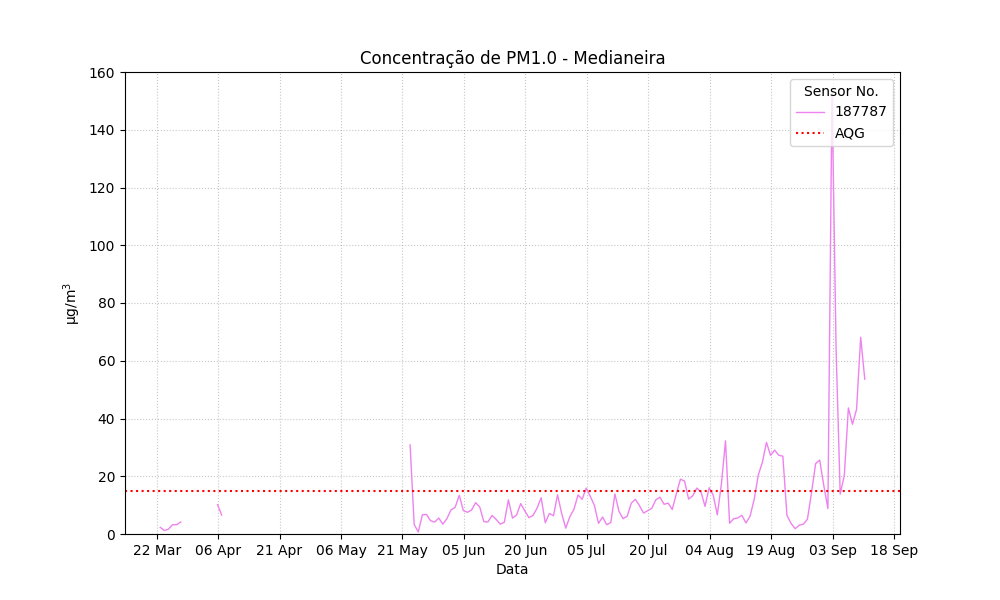 Concentração de PM1.0 - Medianeira
160
140
120
100
80
60
40
20
0
µg/m³
Sensor No.
187787
AQG
22 Mar 06 Apr 21 Apr 06 May 21 May 05 Jun 20 Jun 05 Jul 20 Jul 04 Aug 19 Aug 03 Sep 18 Sep
Data